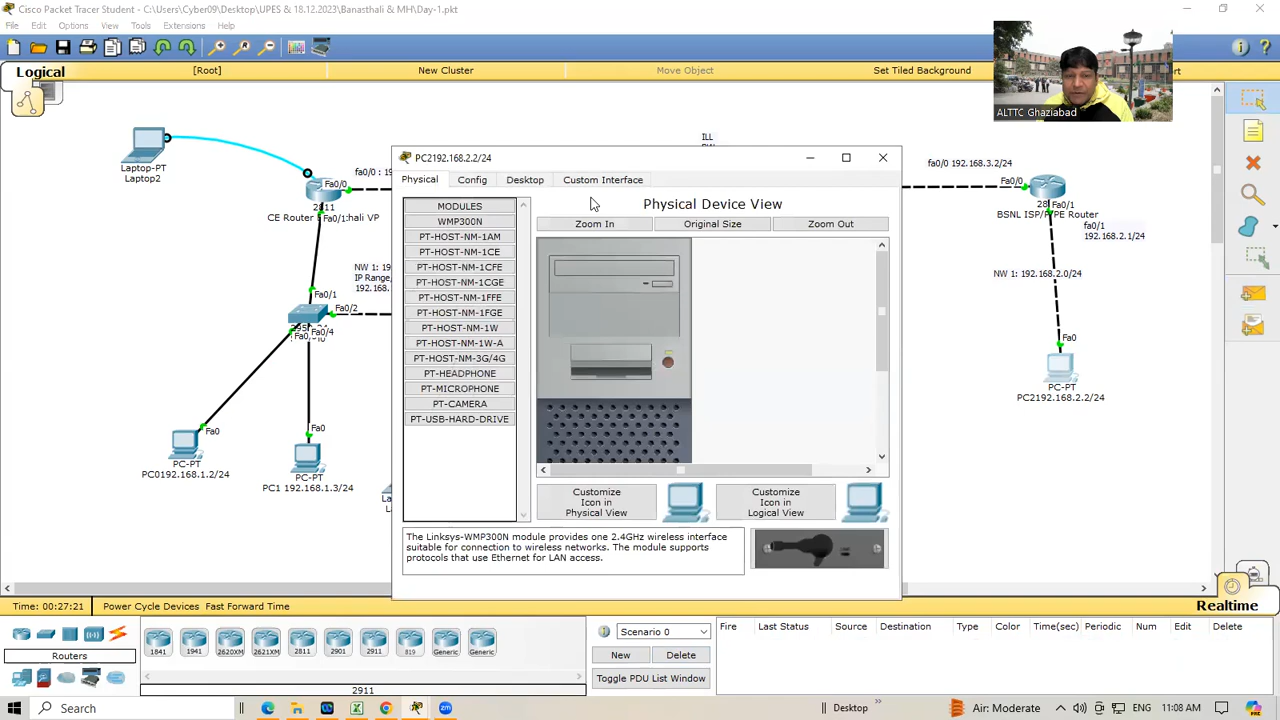 Cisco Packet Tracer Student - C:\Users\Cyber09\Desktop\UPES & 18.12.2023\Banasthali & MH\Day-1.pkt
File Edit Options View Tools Extensions Help
Logical [Root] New Cluster Move Object Set Tiled Background
ALTTC Ghaziabad
ILL
fa0/0 192.168.3.2/24
Fa0/0
BSNL ISP/P/PE Router
Fa0/1
fa0/1
192.168.2.1/24
NW 1: 192.168.2.0/24
Fa0
PC-PT
PC2192.168.2.2/24
Laptop-PT
Laptop2
Fa0/0
2811
Fa0/1
Fa0/1
Fa0/2
NW 1: 19
IP Range,
192.168.
Fa0
PC-PT
PC0192.168.1.2/24
Fa0
PC-PT
PC1 192.168.1.3/24
PC2192.168.2.2/24
Physical Config Desktop Custom Interface
MODULES
WMP300N
PT-HOST-NM-1AM
PT-HOST-NM-1CE
PT-HOST-NM-1CFE
PT-HOST-NM-1CGE
PT-HOST-NM-1FFE
PT-HOST-NM-1FGE
PT-HOST-NM-1W
PT-HOST-NM-1W-A
PT-HOST-NM-3G/4G
PT-HEADPHONE
PT-MICROPHONE
PT-CAMERA
PT-USB-HARD-DRIVE
Physical Device View
Zoom In Original Size Zoom Out
Customize
Icon in
Physical View
Customize
Icon in
Logical View
The Linksys-WMP300N module provides one 2.4GHz wireless interface
suitable for connection to wireless networks. The module supports
protocols that use Ethernet for LAN access.
Time: 00:27:21 Power Cycle Devices Fast Forward Time
Realtime
Routers
1841 1941 2620XM 2621XM 2811 2901 2911 819 Generic Generic
2911
Scenario 0
New Delete
Toggle PDU List Window
Fire Last Status Source Destination Type Color Time(sec) Periodic Num Edit Delete
Search
Desktop
Air: Moderate
ENG
11:08 AM